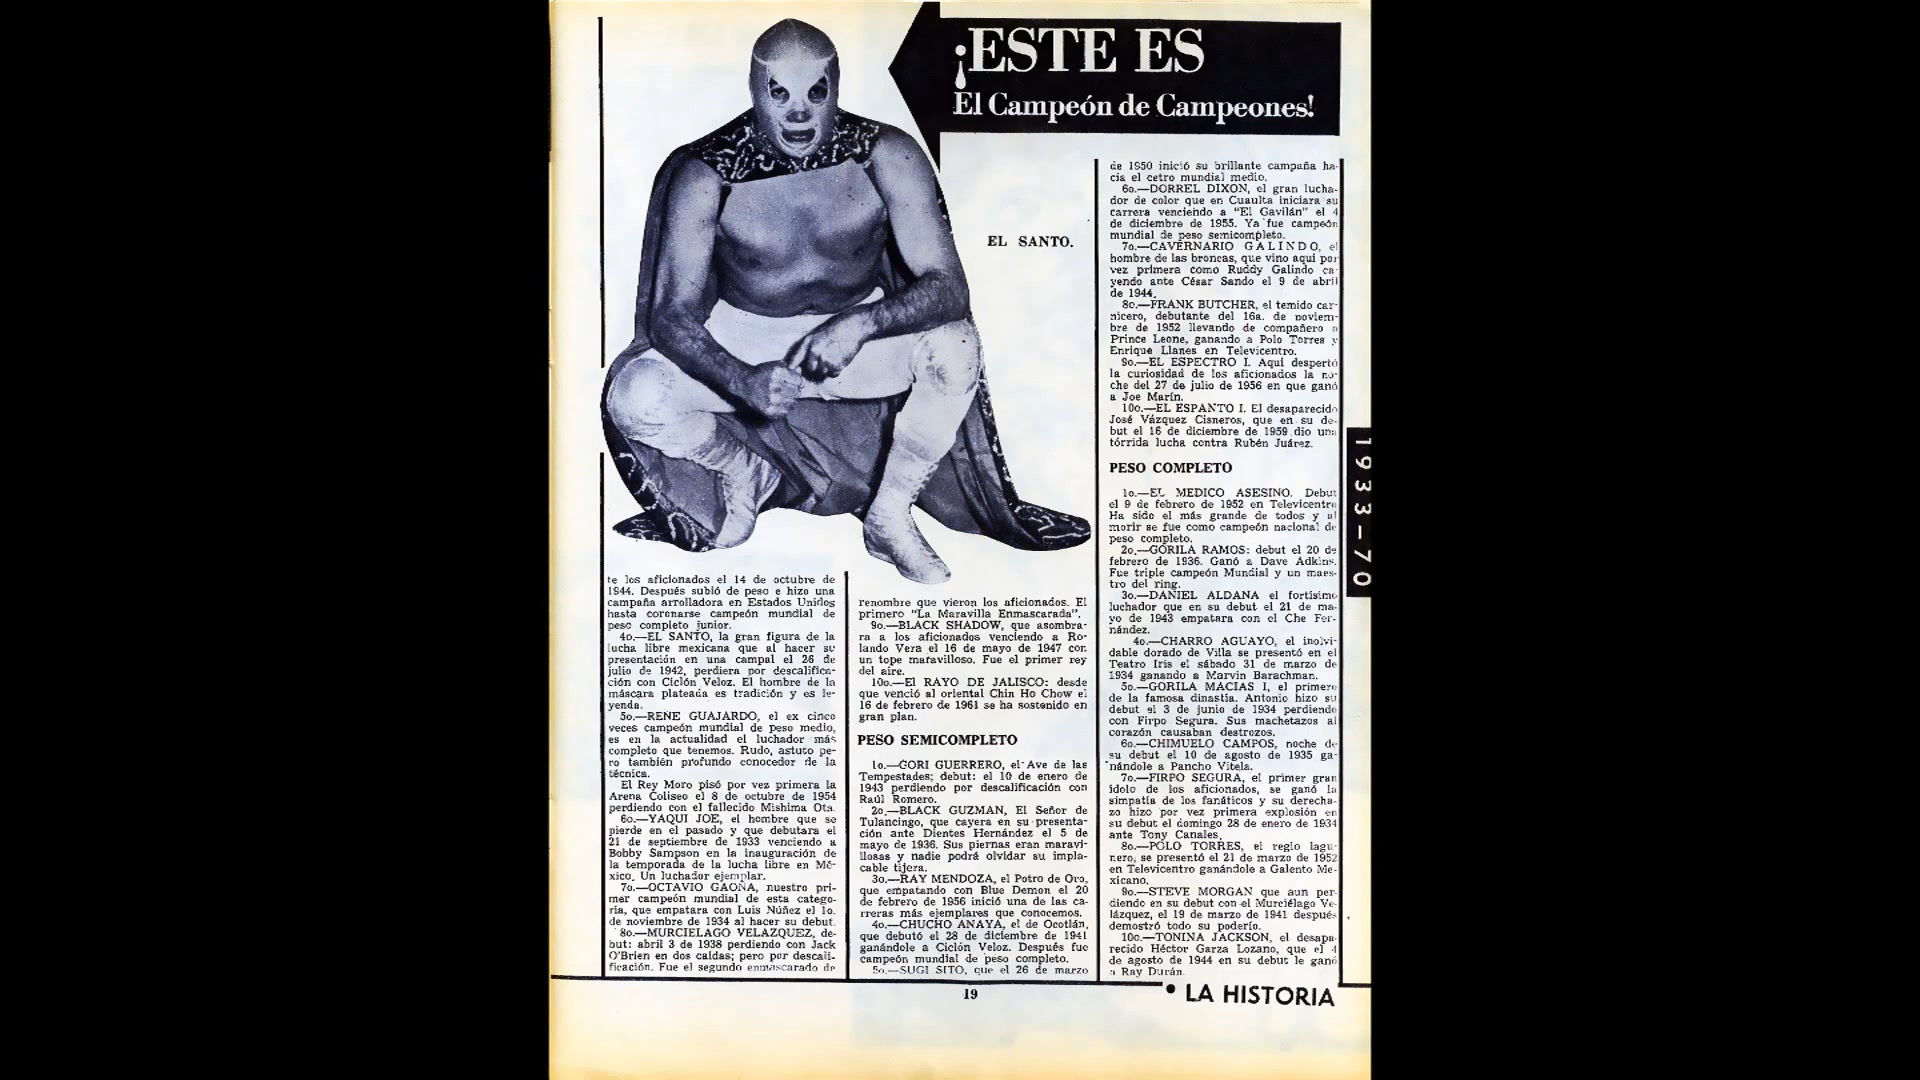 ¡ESTE ES
El Campeón de Campeones!
EL SANTO.
te los aficionados el 14 de octubre de
1944. Después subió de peso e hizo una
campaña arrolladora en Estados Unidos
hasta coronarse campeón mundial de
peso completo junior.
4o.—EL SANTO, la gran figura de la
lucha libre mexicana que al hacer su
presentación en una campal el 26 de
julio de 1942, perdiera por descalifica-
ción con Ciclón Veloz. El hombre de la
máscara plateada es tradición y es le-
yenda.
5o.—RENE GUAJARDO, el ex cinco
veces campeón mundial de peso medio,
es en la actualidad el luchador más
completo que tenemos. Rudo, astuto pe-
ro también profundo conocedor de la
técnica.
El Rey Moro pisó por vez primera la
Arena Coliseo el 8 de octubre de 1954
perdiendo con el fallecido Mishima Ota.
6o.—YAQUI JOE, el hombre que se
pierde en el pasado y que debutara el
21 de septiembre de 1933 venciendo a
Bobby Sampson en la inauguración de
la temporada de la lucha libre en Mé-
xico. Un luchador ejemplar.
7o.—OCTAVIO GAONA, nuestro pri-
mer campeón mundial de esta catego-
ría, que empatara con Luis Núñez el 1o.
de noviembre de 1934 al hacer su debut.
8o.—MURCIELAGO VELAZQUEZ, de-
but: abril 3 de 1938 perdiendo con Jack
O'Brien en dos caídas; pero por descali-
ficación. Fue el segundo enmascarado de
renombre que vieron los aficionados. El
primero "La Maravilla Enmascarada".
9o.—BLACK SHADOW, que asombra-
ra a los aficionados venciendo a Ro-
lando Vera el 16 de mayo de 1947 con
un tope maravilloso. Fue el primer rey
del aire.
10o.—El RAYO DE JALISCO: desde
que venció al oriental Chin Ho Chow el
16 de febrero de 1961 se ha sostenido en
gran plan.
PESO SEMICOMPLETO
1o.—GORI GUERRERO, el Ave de las
Tempestades; debut: el 10 de enero de
1943 perdiendo por descalificación con
Raúl Romero.
2o.—BLACK GUZMAN, El Señor de
Tulancingo, que cayera en su presenta-
ción ante Dientes Hernández el 5 de
mayo de 1936. Sus piernas eran maravi-
llosas y nadie podrá olvidar su impla-
cable tijera.
3o.—RAY MENDOZA, el Potro de Oro,
que empatando con Blue Demon el 20
de febrero de 1956 inició una de las ca-
rreras más ejemplares que conocemos.
4o.—CHUCHO ANAYA, el de Ocotlán,
que debutó el 28 de diciembre de 1941
ganándole a Ciclón Veloz. Después fue
campeón mundial de peso completo.
5o.—SUGI SITO, que el 26 de marzo
de 1950 inició su brillante campaña ha-
cia el cetro mundial medio.
6o.—DORREL DIXON, el gran lucha-
dor de color que en Cuaulta iniciara su
carrera venciendo a "El Gavilán" el 4
de diciembre de 1955. Ya fue campeón
mundial de peso semicompleto.
7o.—CAVERNARIO GALINDO, el
hombre de las broncas, que vino aquí por
vez primera como Ruddy Galindo ca-
yendo ante César Sando el 9 de abril
de 1944.
8o.—FRANK BUTCHER, el temido car-
nicero, debutante del 16a. de noviem-
bre de 1952 llevando de compañero a
Prince Leone, ganando a Polo Torres y
Enrique Llanes en Televicentro.
9o.—EL ESPECTRO I. Aquí despertó
la curiosidad de los aficionados la no-
che del 27 de julio de 1956 en que ganó
a Joe Marín.
10o.—EL ESPANTO I. El desaparecido
José Vázquez Cisneros, que en su de-
but el 16 de diciembre de 1959 dio una
tórrida lucha contra Rubén Juárez.
PESO COMPLETO
1o.—EL MEDICO ASESINO. Debut
el 9 de febrero de 1952 en Televicentro
Ha sido el más grande de todos y al
morir se fue como campeón nacional de
peso completo.
2o.—GORILA RAMOS: debut el 20 de
febrero de 1936. Ganó a Dave Adkins.
Fue triple campeón Mundial y un maes-
tro del ring.
3o.—DANIEL ALDANA el fortísimo
luchador que en su debut el 21 de ma-
yo de 1943 empatara con el Che Fer-
nández.
4o.—CHARRO AGUAYO, el inolvi-
dable dorado de Villa se presentó en el
Teatro Iris el sábado 31 de marzo de
1934 ganando a Marvin Barachman.
5o.—GORILA MACIAS I, el primero
de la famosa dinastía. Antonio hizo su
debut el 3 de junio de 1934 perdiendo
con Firpo Segura. Sus machetazos al
corazón causaban destrozos.
6o.—CHIMUELO CAMPOS, noche de
su debut el 10 de agosto de 1935 ga-
nándole a Pancho Vitela.
7o.—FIRPO SEGURA, el primer gran
ídolo de los aficionados, se ganó la
simpatía de los fanáticos y su derecha-
zo hizo por vez primera explosión en
su debut el domingo 28 de enero de 1934
ante Tony Canales.
8o.—POLO TORRES, el regio lagu-
nero, se presentó el 21 de marzo de 1952
en Televicentro ganándole a Galento Me-
xicano.
9o.—STEVE MORGAN que aun per-
diendo en su debut con el Murciélago Ve-
lázquez, el 19 de marzo de 1941 después
demostró todo su poderío.
10o.—TONINA JACKSON, el desapa-
recido Héctor Garza Lozano, que el 4
de agosto de 1944 en su debut le ganó
a Ray Durán.
1933-70
19
• LA HISTORIA